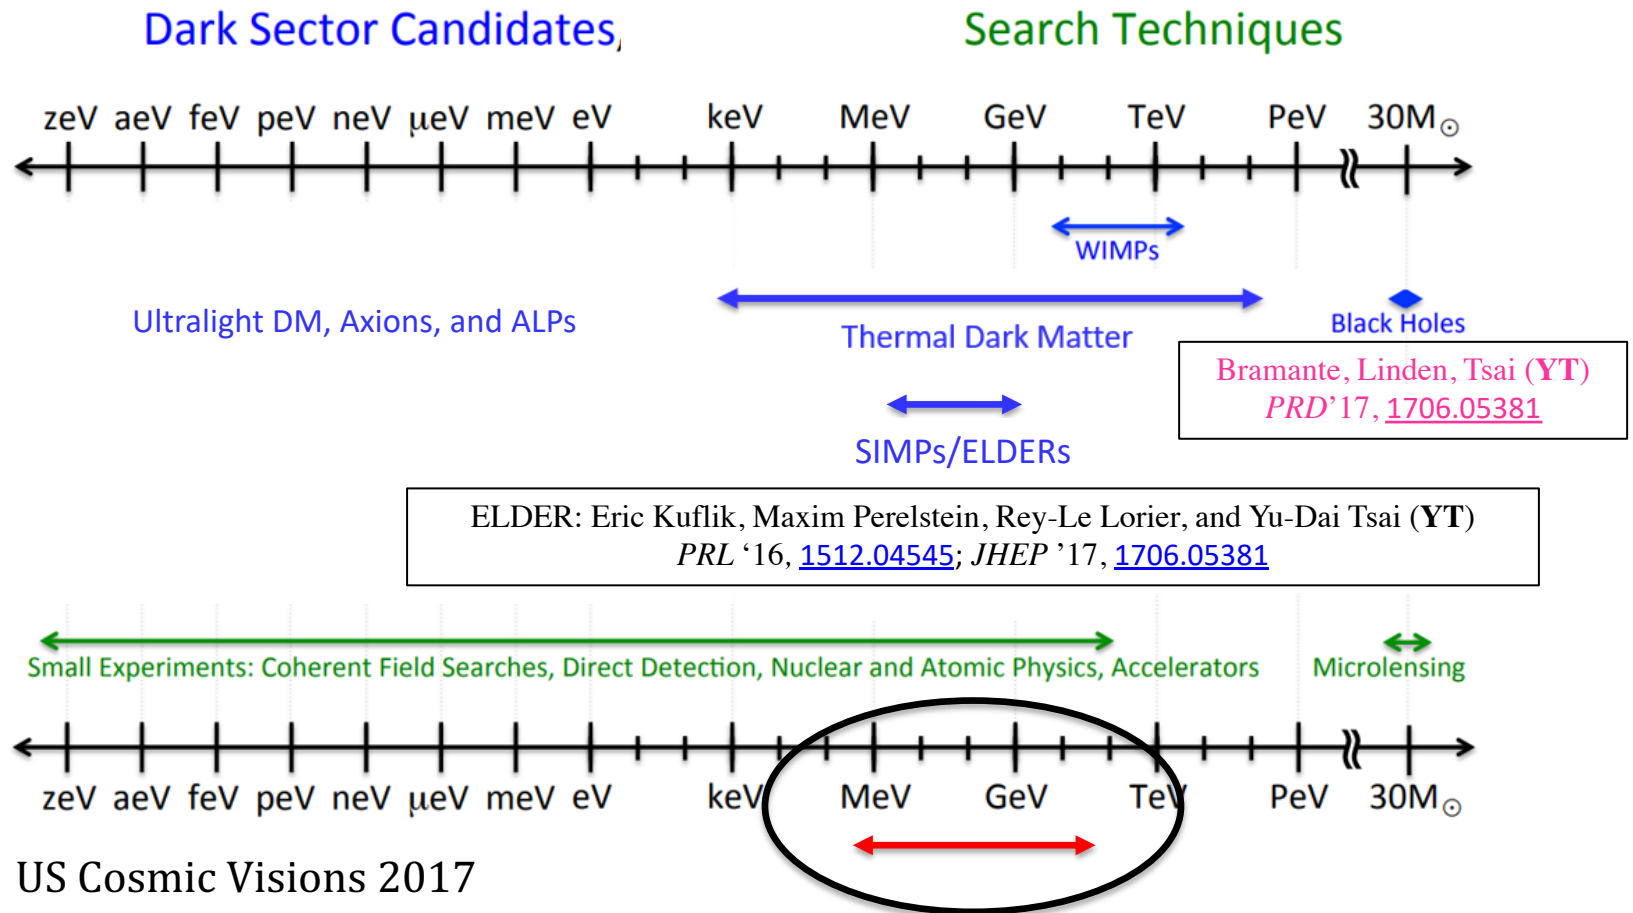 Dark Sector Candidates, Search Techniques
zeV aeV feV peV neV μeV meV eV keV MeV GeV TeV PeV 30M⊙
WIMPs
Ultralight DM, Axions, and ALPs
Thermal Dark Matter
Black Holes
Bramante, Linden, Tsai (YT)
PRD’17, 1706.05381
SIMPs/ELDERs
ELDER: Eric Kuflik, Maxim Perelstein, Rey-Le Lorier, and Yu-Dai Tsai (YT)
PRL ‘16, 1512.04545; JHEP ’17, 1706.05381
Small Experiments: Coherent Field Searches, Direct Detection, Nuclear and Atomic Physics, Accelerators
Microlensing
zeV aeV feV peV neV μeV meV eV keV MeV GeV TeV PeV 30M⊙
US Cosmic Visions 2017